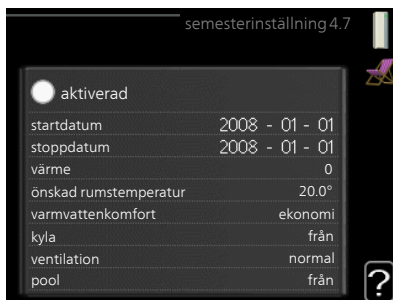 semesterinställning 4.7
aktiverad
startdatum 2008 - 01 - 01
stoppdatum 2008 - 01 - 01
värme 0
önskad rumstemperatur 20.0°
varmvattenkomfort ekonomi
kyla från
ventilation normal
pool från
?